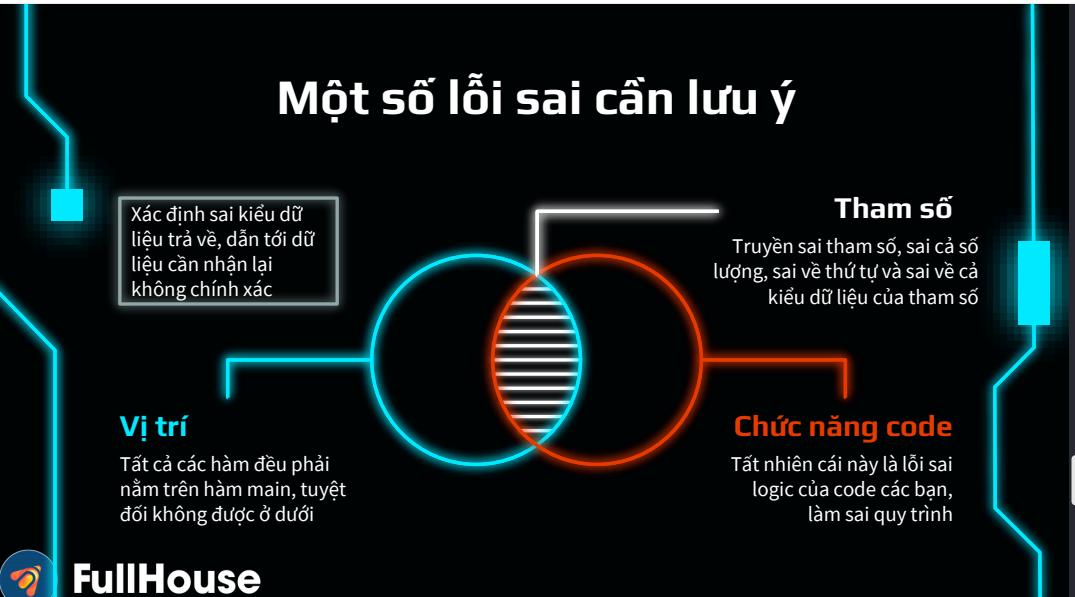 Một số lỗi sai cần lưu ý
Xác định sai kiểu dữ
liệu trả về, dẫn tới dữ
liệu cần nhận lại
không chính xác
Tham số
Truyền sai tham số, sai cả số
lượng, sai về thứ tự và sai về cả
kiểu dữ liệu của tham số
Vị trí
Tất cả các hàm đều phải
nằm trên hàm main, tuyệt
đối không được ở dưới
Chức năng code
Tất nhiên cái này là lỗi sai
logic của code các bạn,
làm sai quy trình
FullHouse